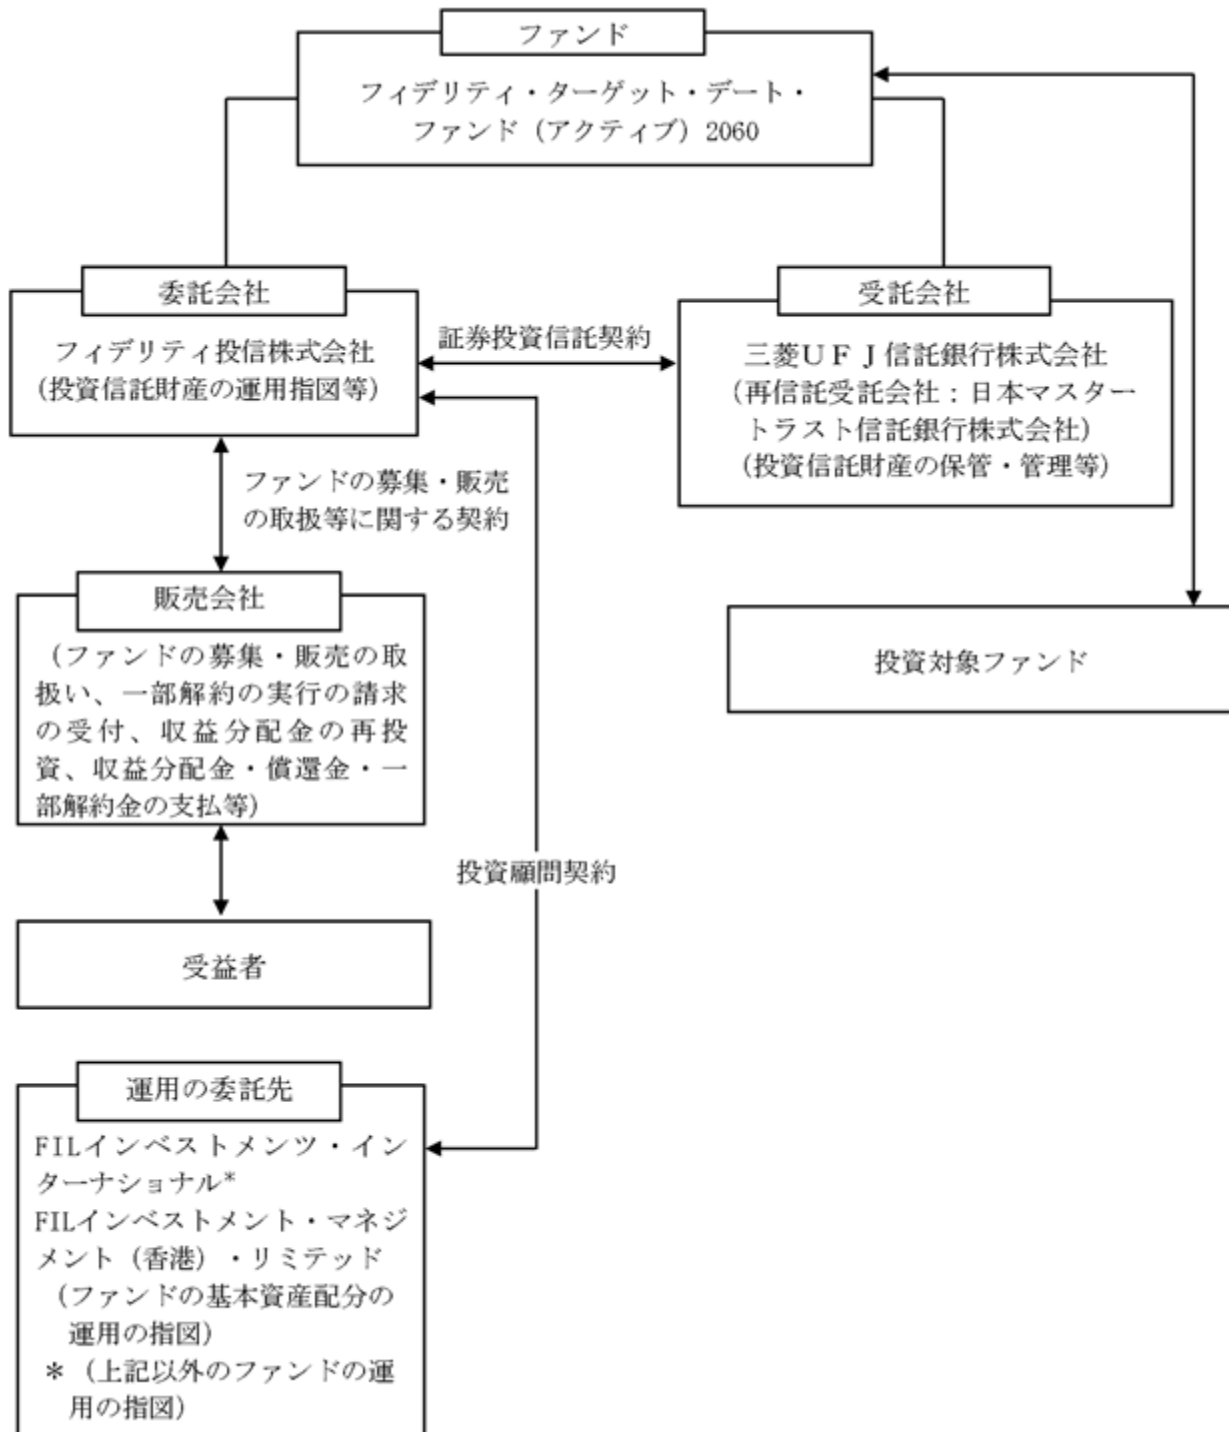 ファンド
フィデリティ・ターゲット・デート・
ファンド（アクティブ）2060
委託会社
フィデリティ投信株式会社
（投資信託財産の運用指図等）
証券投資信託契約
受託会社
三菱ＵＦＪ信託銀行株式会社
（再信託受託会社：日本マスター
トラスト信託銀行株式会社）
（投資信託財産の保管・管理等）
ファンドの募集・販売
の取扱等に関する契約
販売会社
（ファンドの募集・販売の取
扱い、一部解約の実行の請求
の受付、収益分配金の再投
資、収益分配金・償還金・一
部解約金の支払等）
投資対象ファンド
投資顧問契約
受益者
運用の委託先
FILインベストメンツ・イン
ターナショナル*
FILインベストメント・マネジ
メント（香港）・リミテッド
（ファンドの基本資産配分の
運用の指図）
＊（上記以外のファンドの運
用の指図）